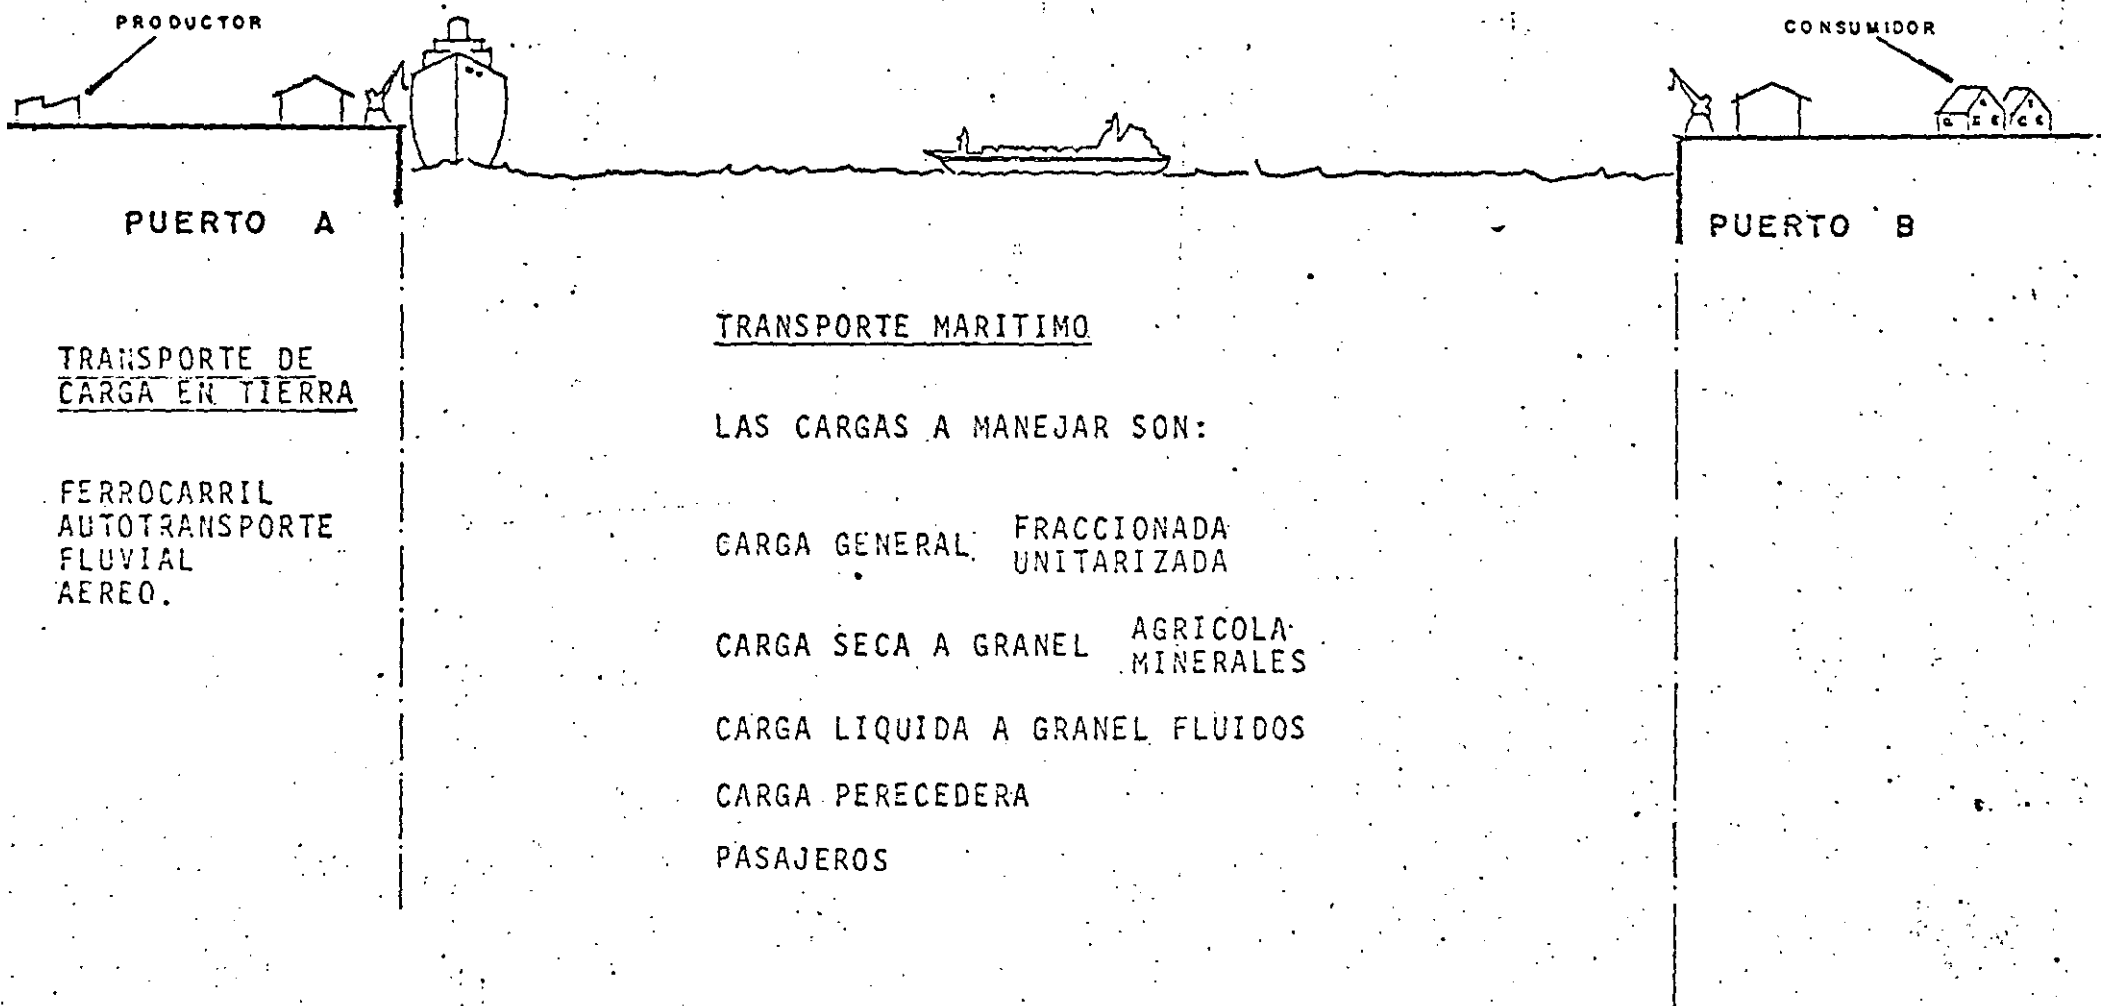 PRODUCTOR
CONSUMIDOR
PUERTO A
PUERTO B
TRANSPORTE DE
CARGA EN TIERRA
FERROCARRIL
AUTOTRANSPORTE
FLUVIAL
AEREO.
TRANSPORTE MARITIMO
LAS CARGAS A MANEJAR SON:
CARGA GENERAL FRACCIONADA
UNITARIZADA
CARGA SECA A GRANEL AGRICOLA
MINERALES
CARGA LIQUIDA A GRANEL FLUIDOS
CARGA PERECEDERA
PASAJEROS